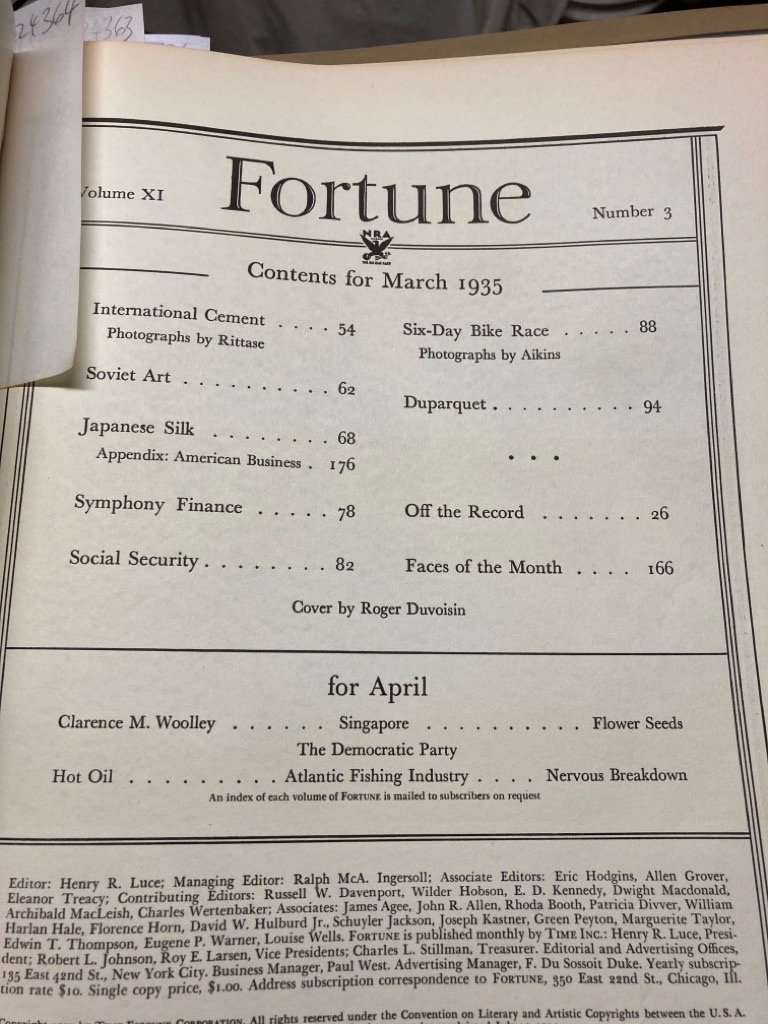 24364
4363
Volume XI
Fortune
Number 3
NRA
Contents for March 1935
International Cement . . . . 54
Photographs by Rittase
Soviet Art . . . . . . . . . . 62
Japanese Silk . . . . . . . . 68
Appendix: American Business . 176
Symphony Finance . . . . . 78
Social Security . . . . . . . . 82
Six-Day Bike Race . . . . . 88
Photographs by Aikins
Duparquet . . . . . . . . . . 94
. . .
Off the Record . . . . . . . 26
Faces of the Month . . . . 166
Cover by Roger Duvoisin
for April
Clarence M. Woolley . . . . . . Singapore . . . . . . . . . . Flower Seeds
The Democratic Party
Hot Oil . . . . . . . . . Atlantic Fishing Industry . . . . Nervous Breakdown
An index of each volume of FORTUNE is mailed to subscribers on request
Editor: Henry R. Luce; Managing Editor: Ralph McA. Ingersoll; Associate Editors: Eric Hodgins, Allen Grover,
Eleanor Treacy; Contributing Editors: Russell W. Davenport, Wilder Hobson, E. D. Kennedy, Dwight Macdonald,
Archibald MacLeish, Charles Wertenbaker; Associates: James Agee, John R. Allen, Rhoda Booth, Patricia Divver, William
Harlan Hale, Florence Horn, David W. Hulburd Jr., Schuyler Jackson, Joseph Kastner, Green Peyton, Marguerite Taylor,
Edwin T. Thompson, Eugene P. Warner, Louise Wells. FORTUNE is published monthly by TIME INC.: Henry R. Luce, Presi-
dent; Robert L. Johnson, Roy E. Larsen, Vice Presidents; Charles L. Stillman, Treasurer. Editorial and Advertising Offices,
135 East 42nd St., New York City. Business Manager, Paul West. Advertising Manager, F. Du Sossoit Duke. Yearly subscrip-
tion rate $10. Single copy price, $1.00. Address subscription correspondence to FORTUNE, 350 East 22nd St., Chicago, Ill.
CORPORATION. All rights reserved under the Convention on Literary and Artistic Copyrights between the U. S. A.